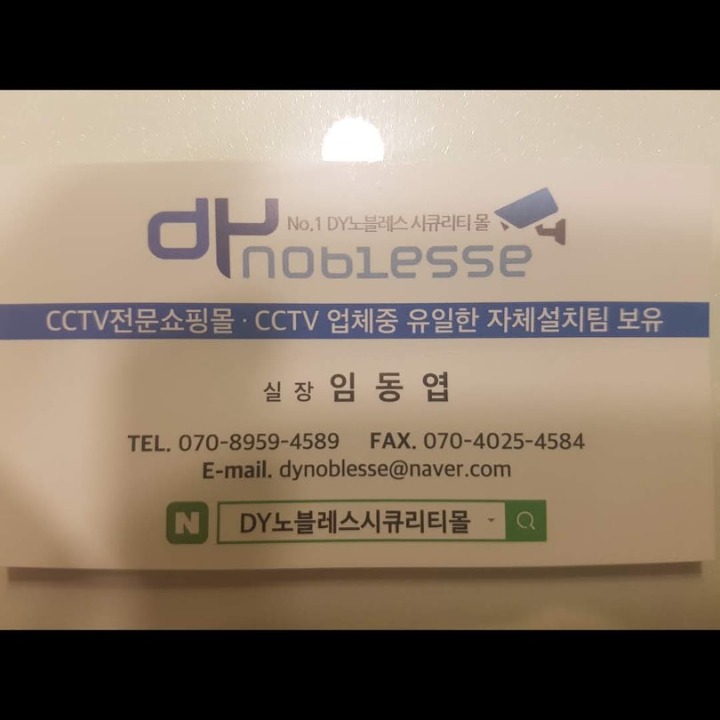 dy No.1 DY노블레스 시큐리티 몰
noblesse
CCTV전문쇼핑몰 · CCTV 업체중 유일한 자체설치팀 보유
실 장 임 동 엽
TEL. 070-8959-4589 FAX. 070-4025-4584
E-mail. dynoblesse@naver.com
N DY노블레스시큐리티몰